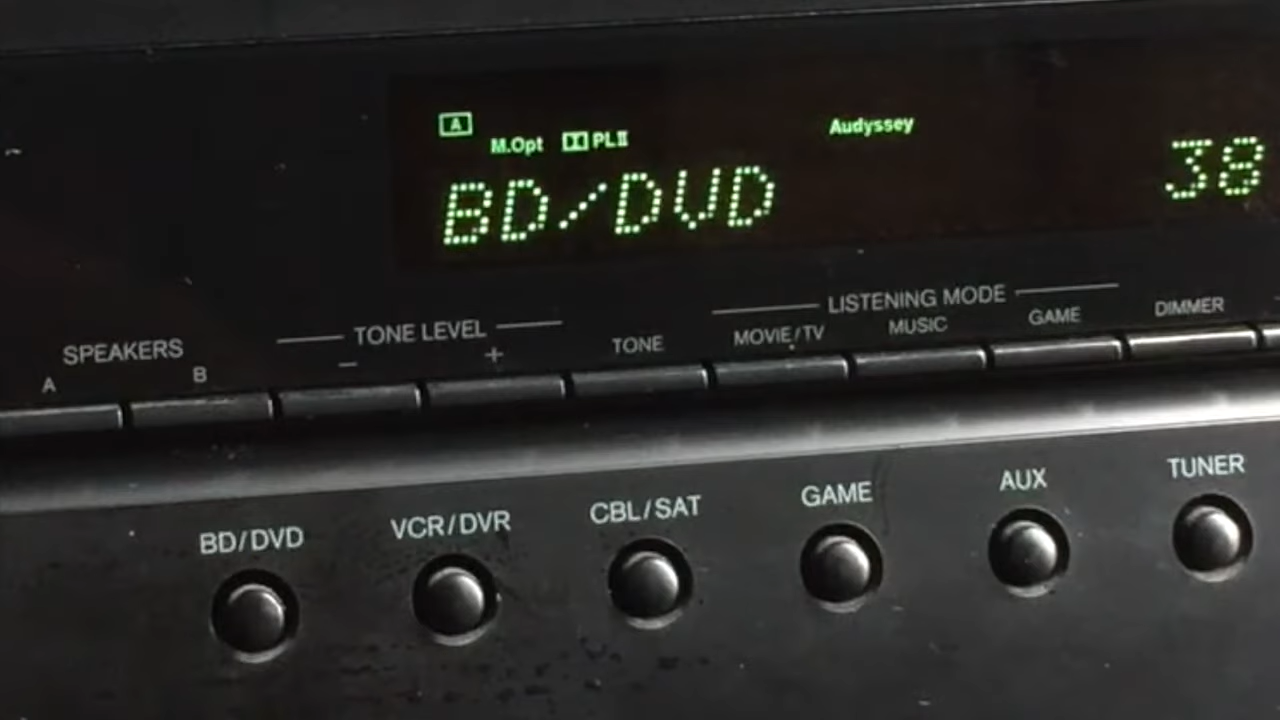 A
M.Opt DD PLII Audyssey
BD/DVD 38
LISTENING MODE
SPEAKERS TONE LEVEL TONE MOVIE/TV MUSIC GAME DIMMER
A B − +
BD/DVD VCR/DVR CBL/SAT GAME AUX TUNER